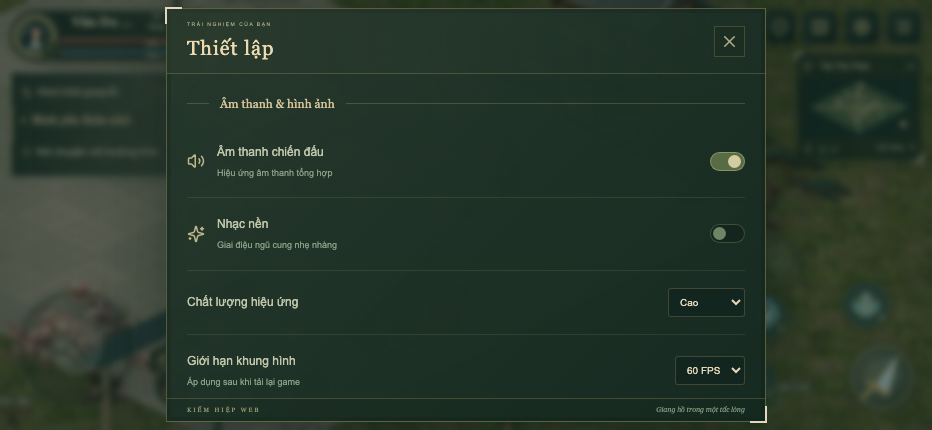 TRẢI NGHIỆM CỦA BẠN
Thiết lập
Âm thanh & hình ảnh
Âm thanh chiến đấu
Hiệu ứng âm thanh tổng hợp
Nhạc nền
Giai điệu ngũ cung nhẹ nhàng
Chất lượng hiệu ứng
Cao
Giới hạn khung hình
Áp dụng sau khi tải lại game
60 FPS
KIẾM HIỆP WEB
Giang hồ trong một tấc lòng